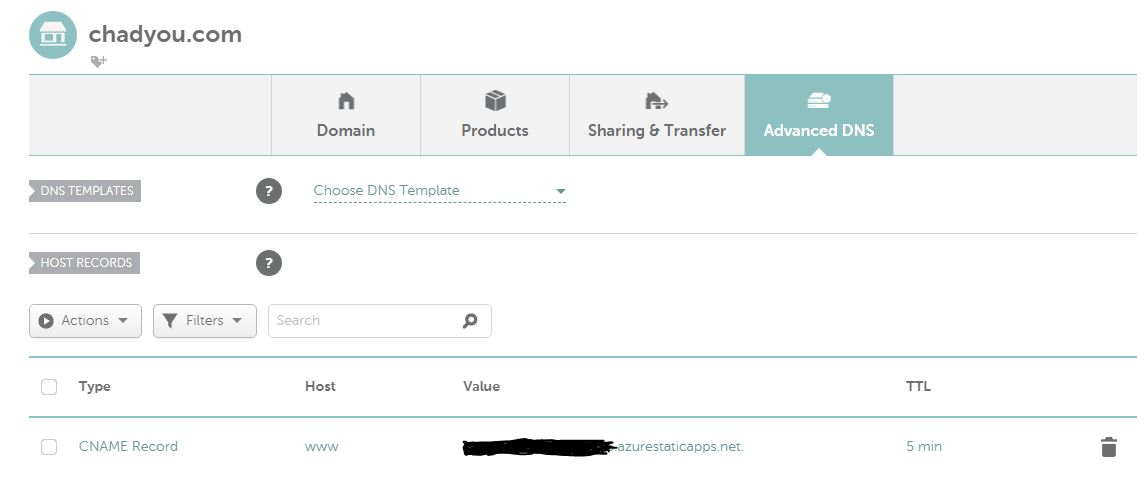 chadyou.com
Domain
Products
Sharing & Transfer
Advanced DNS
DNS TEMPLATES
?
Choose DNS Template
HOST RECORDS
?
Actions
Filters
Search
Type Host Value TTL
CNAME Record www .azurestaticapps.net. 5 min